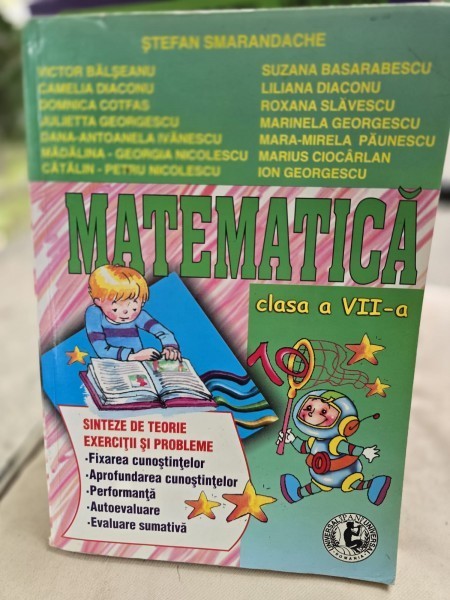 ŞTEFAN SMARANDACHE
VICTOR BĂLŞEANU
CAMELIA DIACONU
DOMNICA COTFAS
JULIETTA GEORGESCU
DANA-ANTOANELA IVĂNESCU
MĂDĂLINA - GEORGIA NICOLESCU
CĂTĂLIN - PETRU NICOLESCU
SUZANA BASARABESCU
LILIANA DIACONU
ROXANA SLĂVESCU
MARINELA GEORGESCU
MARA-MIRELA PĂUNESCU
MARIUS CIOCÂRLAN
ION GEORGESCU
MATEMATICĂ
clasa a VII-a
10
SINTEZE DE TEORIE
EXERCIŢII ŞI PROBLEME
•Fixarea cunoştinţelor
•Aprofundarea cunoştinţelor
•Performanţă
•Autoevaluare
•Evaluare sumativă
ROMANIA